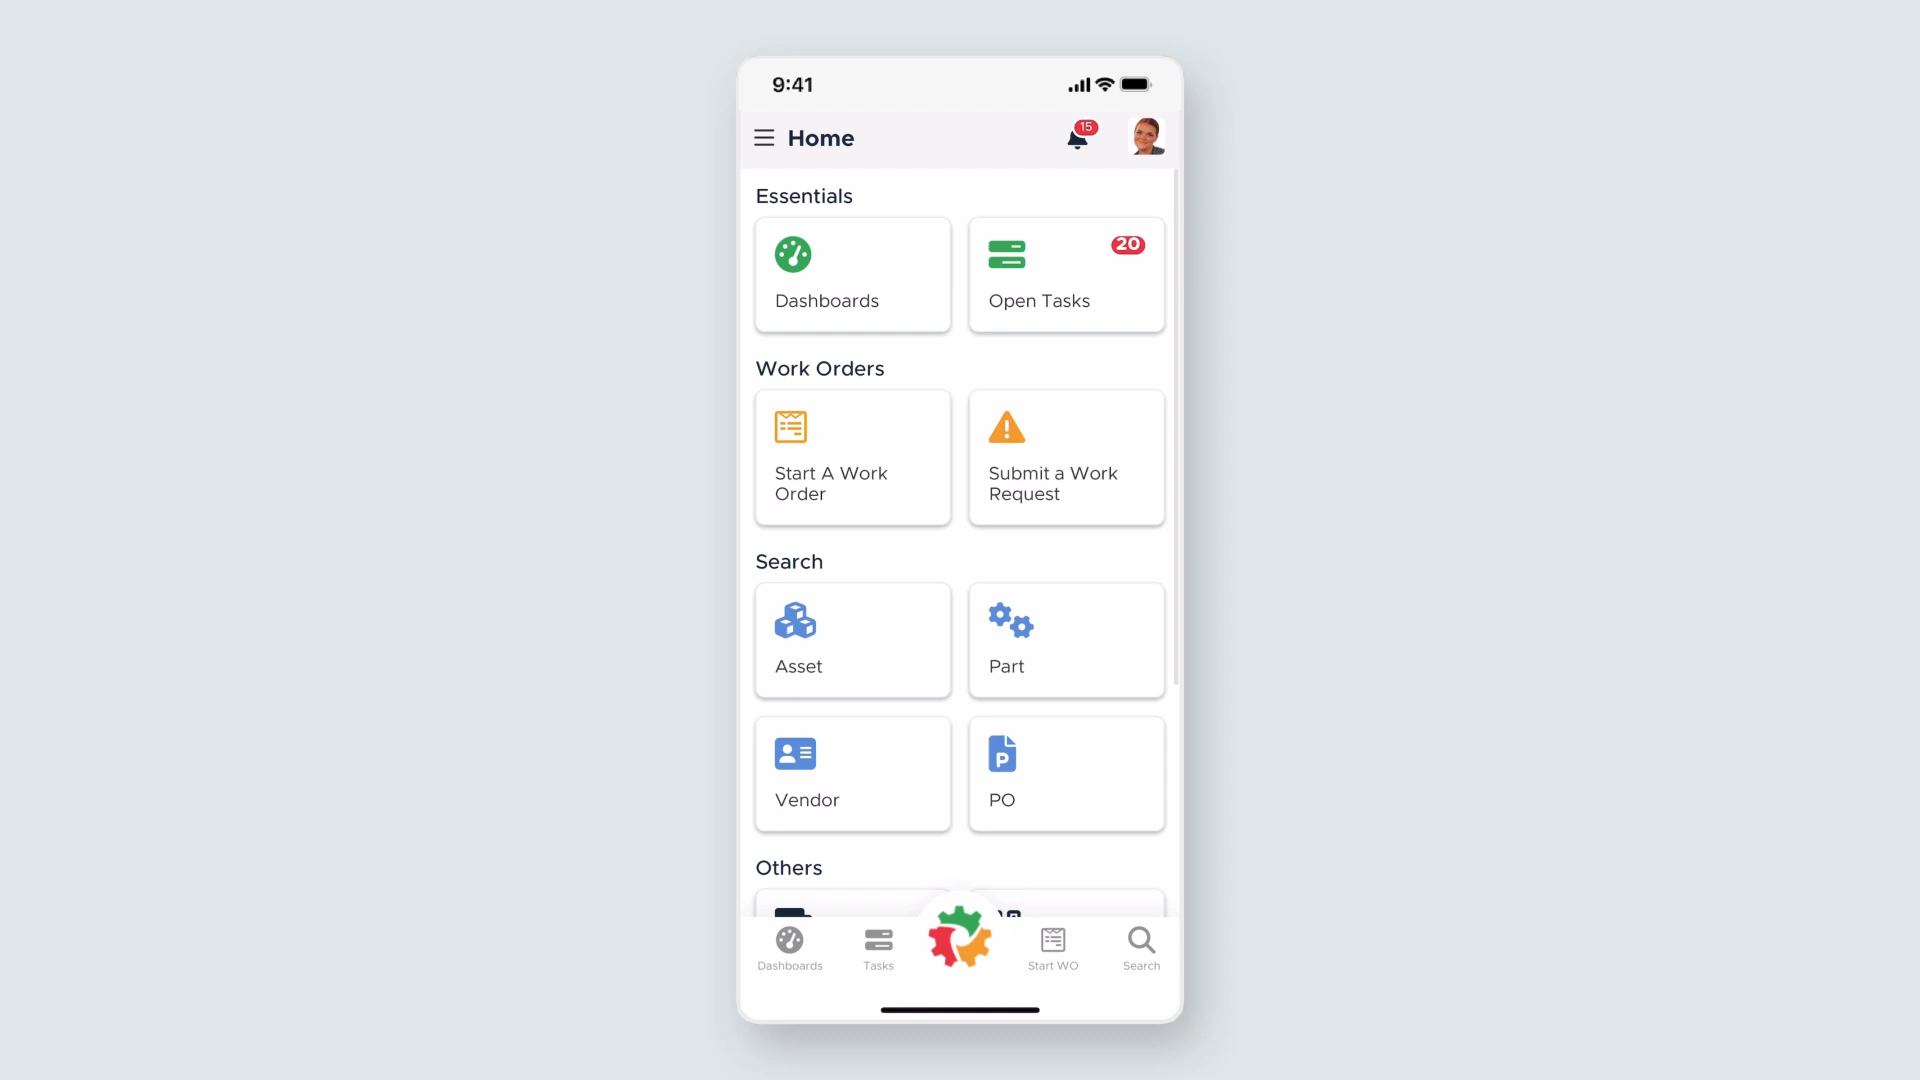 9:41
Home
15
Essentials
20
Dashboards
Open Tasks
Work Orders
Start A Work
Order
Submit a Work
Request
Search
Asset
Part
P
Vendor
PO
Others
Dashboards
Tasks
Start WO
Search